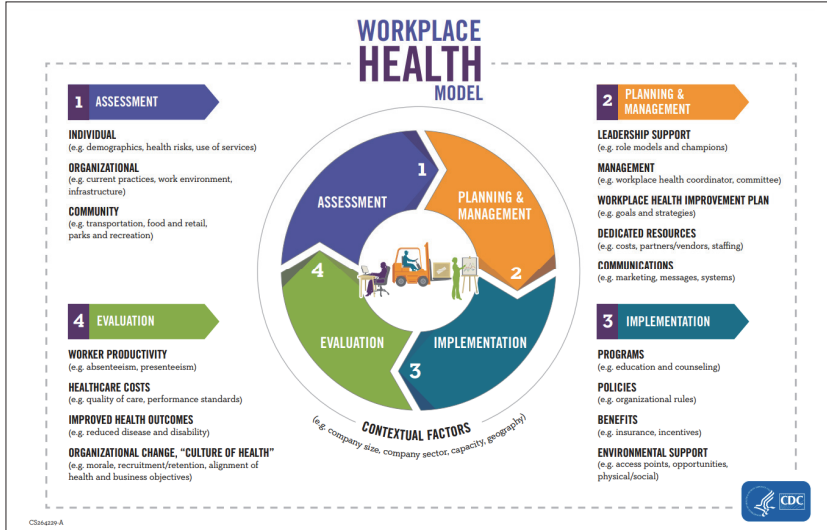 WORKPLACE
HEALTH
MODEL
1 ASSESSMENT
INDIVIDUAL
(e.g. demographics, health risks, use of services)
ORGANIZATIONAL
(e.g. current practices, work environment,
infrastructure)
COMMUNITY
(e.g. transportation, food and retail,
parks and recreation)
2 PLANNING &
MANAGEMENT
LEADERSHIP SUPPORT
(e.g. role models and champions)
MANAGEMENT
(e.g. workplace health coordinator, committee)
WORKPLACE HEALTH IMPROVEMENT PLAN
(e.g. goals and strategies)
DEDICATED RESOURCES
(e.g. costs, partners/vendors, staffing)
COMMUNICATIONS
(e.g. marketing, messages, systems)
1
ASSESSMENT
PLANNING &
MANAGEMENT
2
4
EVALUATION
IMPLEMENTATION
3
CONTEXTUAL FACTORS
(e.g. company size, company sector, capacity, geography)
4 EVALUATION
WORKER PRODUCTIVITY
(e.g. absenteeism, presenteeism)
HEALTHCARE COSTS
(e.g. quality of care, performance standards)
IMPROVED HEALTH OUTCOMES
(e.g. reduced disease and disability)
ORGANIZATIONAL CHANGE, “CULTURE OF HEALTH”
(e.g. morale, recruitment/retention, alignment of
health and business objectives)
3 IMPLEMENTATION
PROGRAMS
(e.g. education and counseling)
POLICIES
(e.g. organizational rules)
BENEFITS
(e.g. insurance, incentives)
ENVIRONMENTAL SUPPORT
(e.g. access points, opportunities,
physical/social)
CDC
CS264229-A